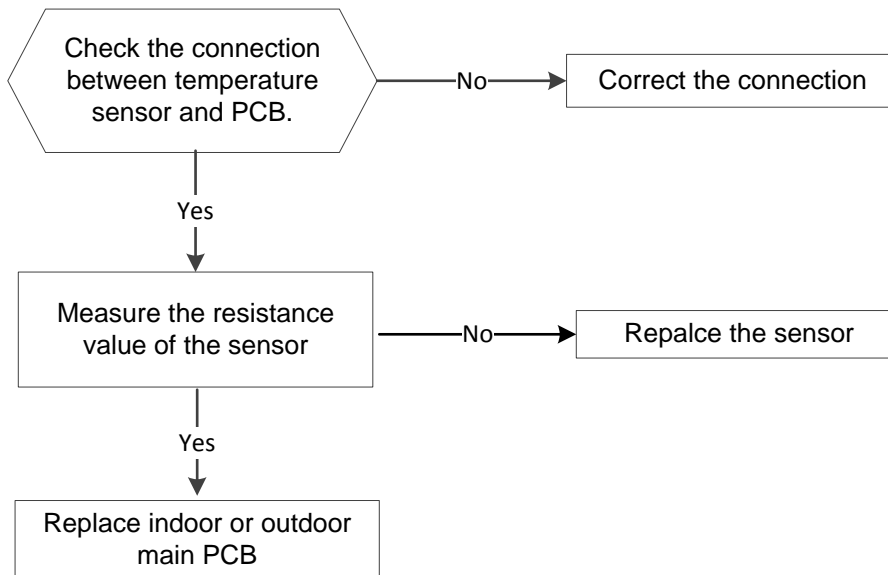 Check the connection
between temperature
sensor and PCB.
No
Correct the connection
Yes
Measure the resistance
value of the sensor
No
Repalce the sensor
Yes
Replace indoor or outdoor
main PCB